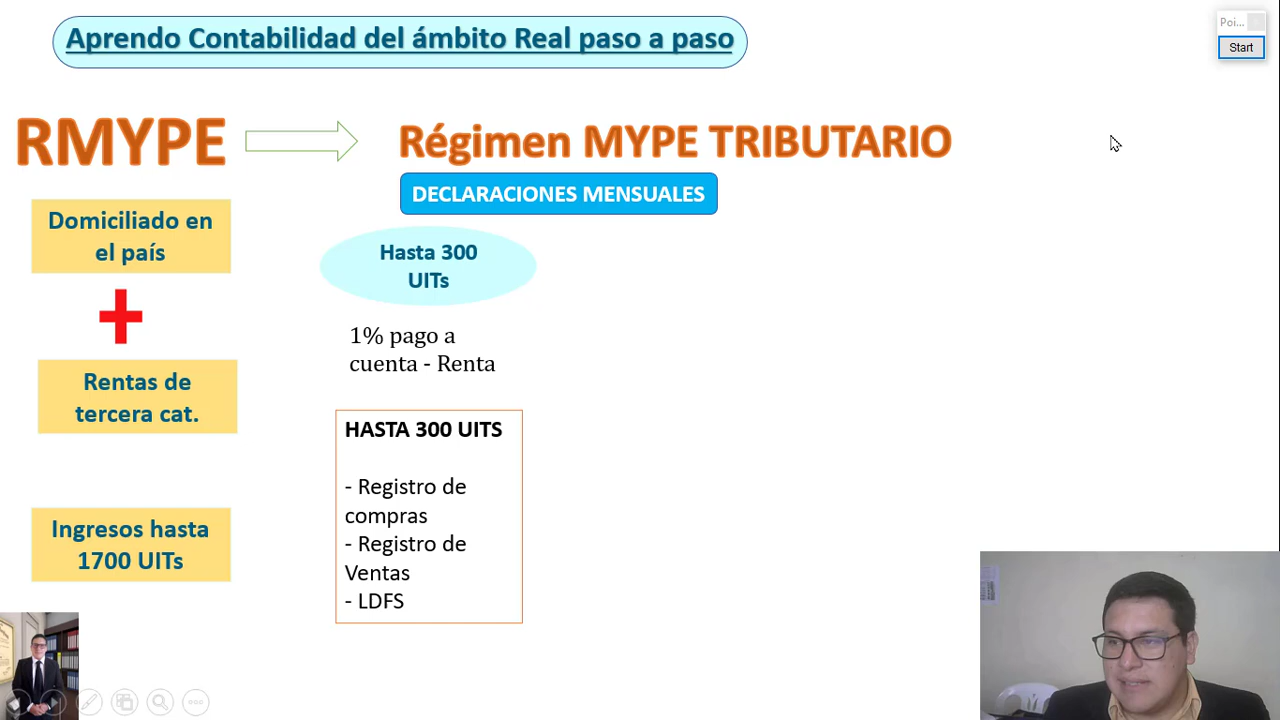 Aprendo Contabilidad del ámbito Real paso a paso
Poi...
Start
RMYPE
Régimen MYPE TRIBUTARIO
DECLARACIONES MENSUALES
Domiciliado en
el país
Rentas de
tercera cat.
Ingresos hasta
1700 UITs
Hasta 300
UITs
1% pago a
cuenta - Renta
HASTA 300 UITS
- Registro de
compras
- Registro de
Ventas
- LDFS